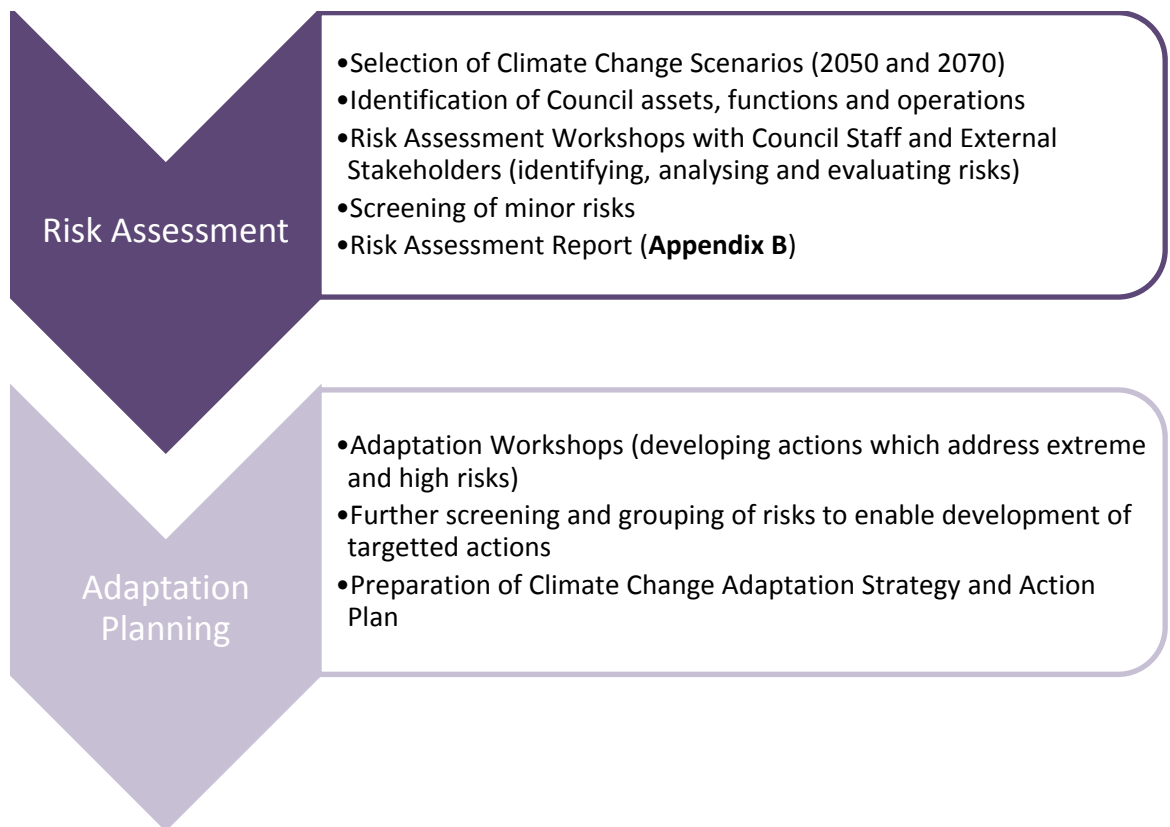 Risk Assessment
•Selection of Climate Change Scenarios (2050 and 2070)
•Identification of Council assets, functions and operations
•Risk Assessment Workshops with Council Staff and External
Stakeholders (identifying, analysing and evaluating risks)
•Screening of minor risks
•Risk Assessment Report (Appendix B)
Adaptation
Planning
•Adaptation Workshops (developing actions which address extreme
and high risks)
•Further screening and grouping of risks to enable development of
targetted actions
•Preparation of Climate Change Adaptation Strategy and Action
Plan